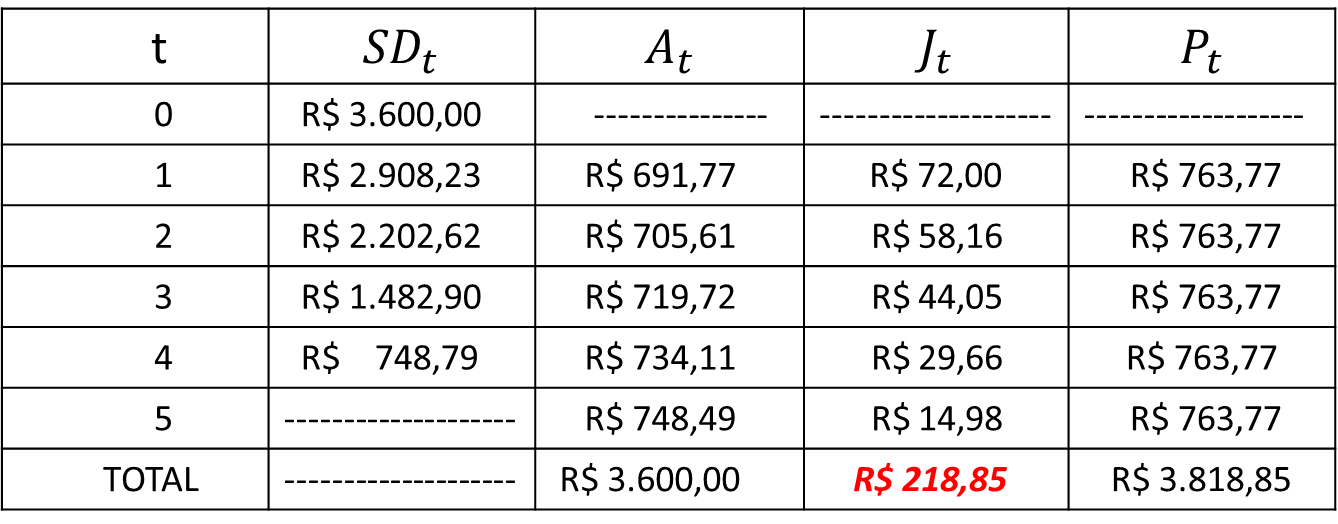 t SD_t A_t J_t P_t
0 R$ 3.600,00 --------------- -------------------- -------------------
1 R$ 2.908,23 R$ 691,77 R$ 72,00 R$ 763,77
2 R$ 2.202,62 R$ 705,61 R$ 58,16 R$ 763,77
3 R$ 1.482,90 R$ 719,72 R$ 44,05 R$ 763,77
4 R$ 748,79 R$ 734,11 R$ 29,66 R$ 763,77
5 -------------------- R$ 748,49 R$ 14,98 R$ 763,77
TOTAL -------------------- R$ 3.600,00 R$ 218,85 R$ 3.818,85